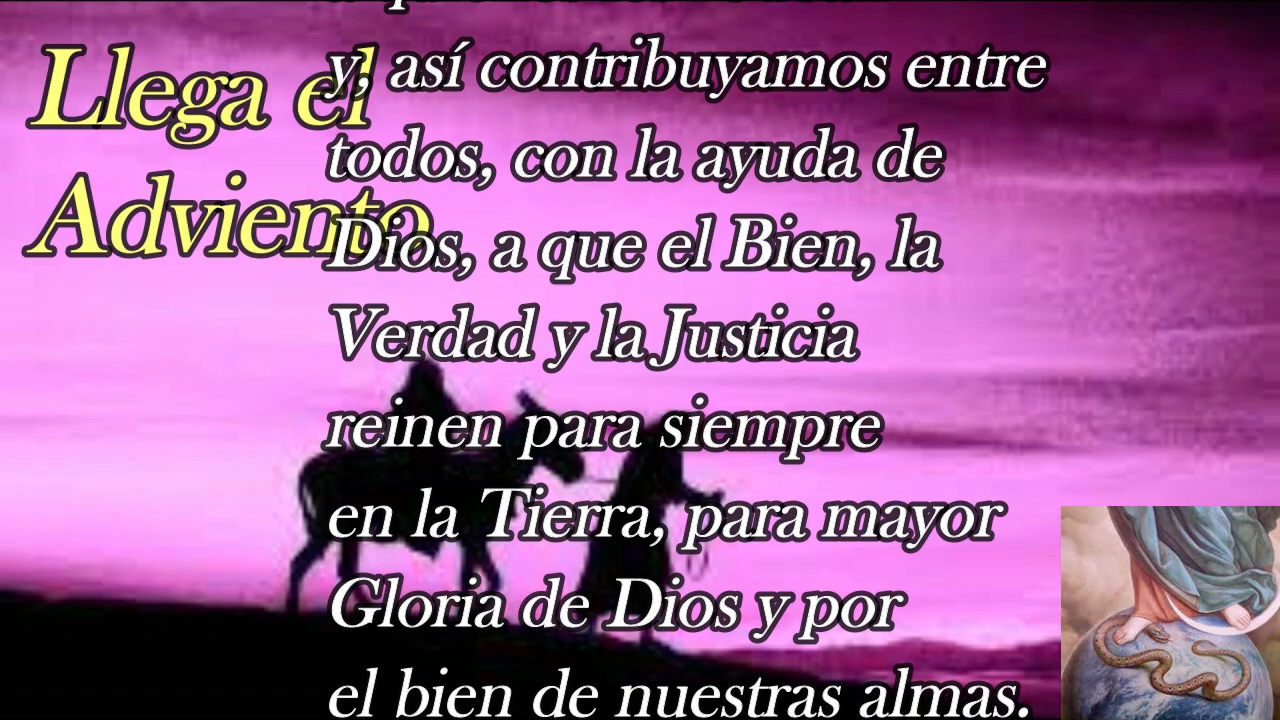 Llega el
Adviento
y, así contribuyamos entre
todos, con la ayuda de
Dios, a que el Bien, la
Verdad y la Justicia
reinen para siempre
en la Tierra, para mayor
Gloria de Dios y por
el bien de nuestras almas.